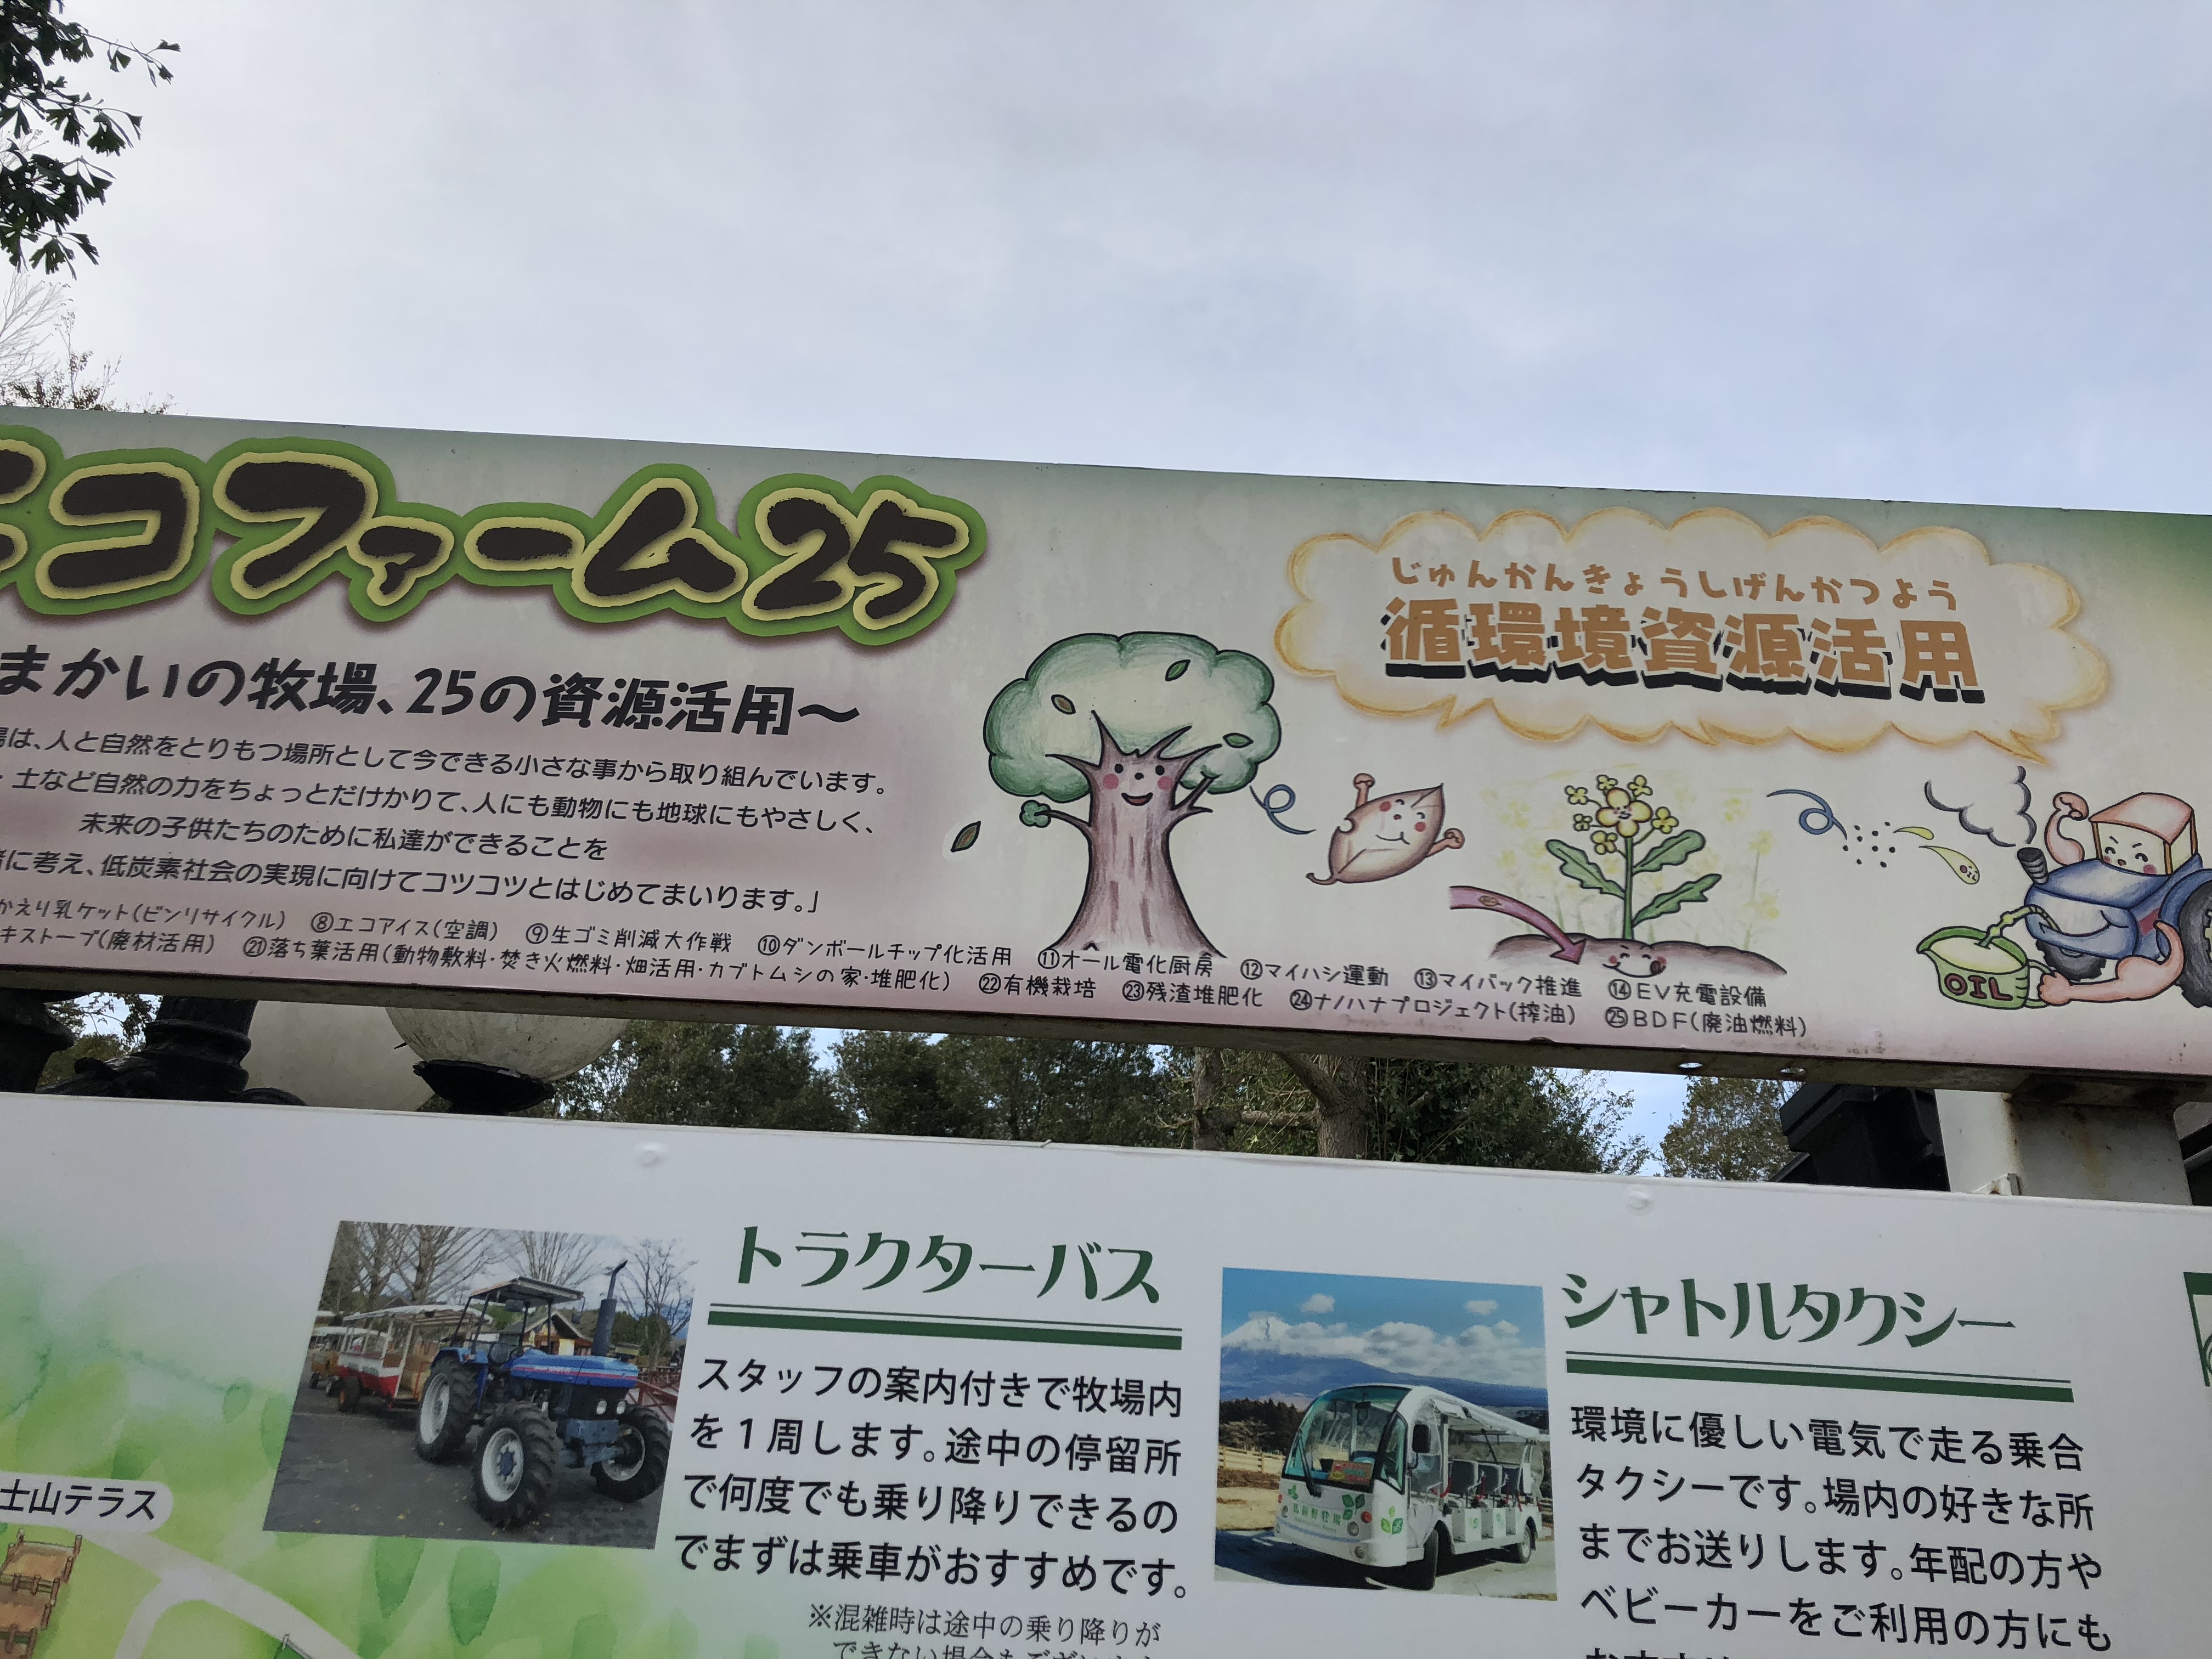 コファーム25
まかいの牧場、25の資源活用～
は、人と自然をとりもつ場所として今できる小さな事から取り組んでいます。
土など自然の力をちょっとだけかりて、人にも動物にも地球にもやさしく、
未来の子供たちのために私達ができることを
に考え、低炭素社会の実現に向けてコツコツとはじめてまいります。」
かえり乳ケット(ビンリサイクル) ⑧エコアイス(空調) ⑨生ゴミ削減大作戦 ⑩ダンボールチップ化活用 ⑪オール電化厨房 ⑫マイハシ運動 ⑬マイバック推進 ⑭EV充電設備
キストーブ(廃材活用) ㉑落ち葉活用(動物敷料・焚き火燃料・畑活用・カブトムシの家・堆肥化) ㉒有機栽培 ㉓残渣堆肥化 ㉔ナノハナプロジェクト(搾油) ㉕BDF(廃油燃料)
じゅんかんきょうしげんかつよう
循環境資源活用
OIL
OIL
トラクターバス
スタッフの案内付きで牧場内
を1周します。途中の停留所
で何度でも乗り降りできるの
でまずは乗車がおすすめです。
※混雑時は途中の乗り降りが
できない場合も
シャトルタクシー
環境に優しい電気で走る乗合
タクシーです。場内の好きな所
までお送りします。年配の方や
ベビーカーをご利用の方にも
士山テラス